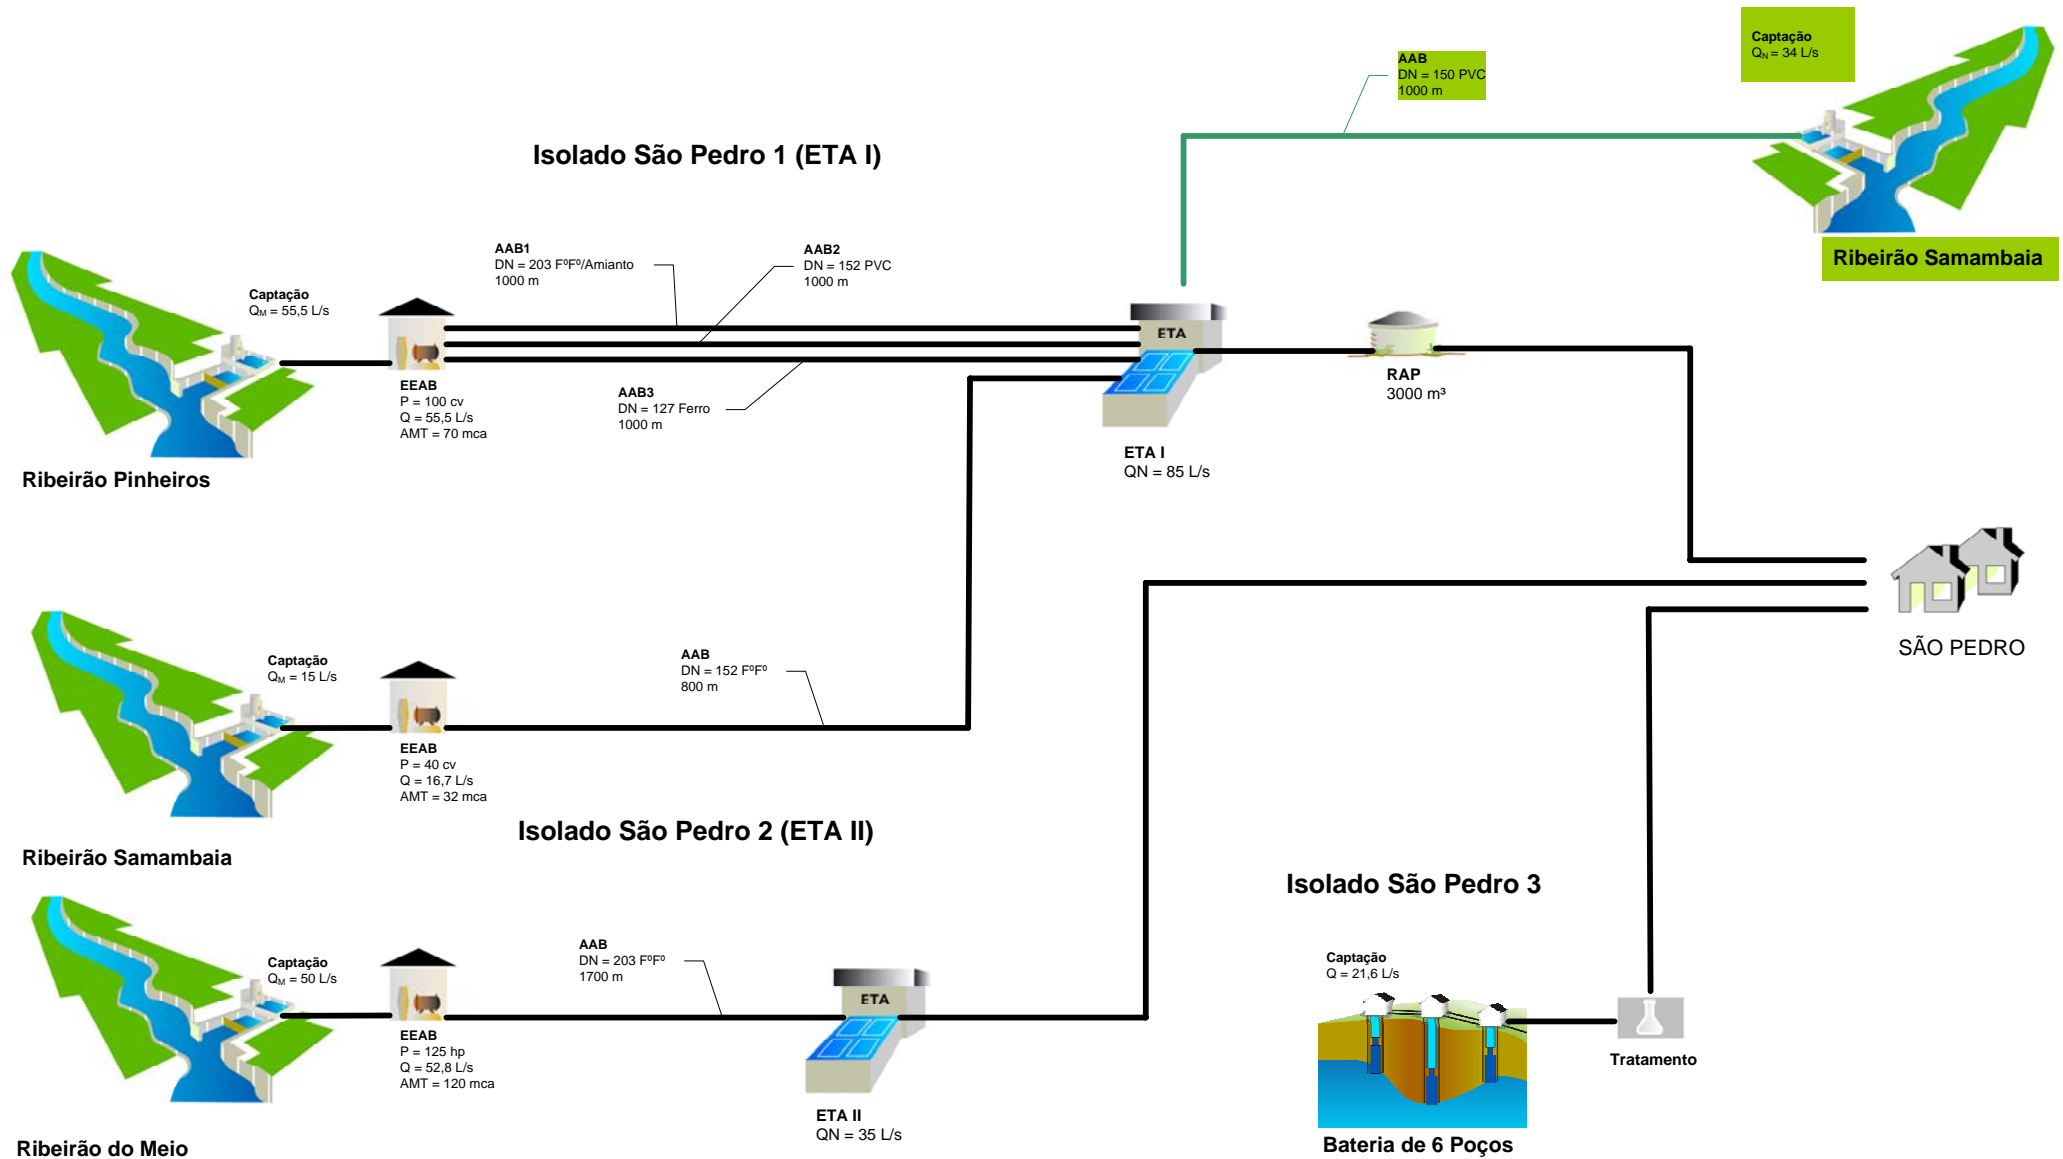 Captação
QN = 34 L/s
AAB
DN = 150 PVC
1000 m
Ribeirão Samambaia
Isolado São Pedro 1 (ETA I)
AAB1
DN = 203 FºFº/Amianto
1000 m
AAB2
DN = 152 PVC
1000 m
Captação
QM = 55,5 L/s
EEAB
P = 100 cv
Q = 55,5 L/s
AMT = 70 mca
AAB3
DN = 127 Ferro
1000 m
ETA
ETA I
QN = 85 L/s
RAP
3000 m³
Ribeirão Pinheiros
SÃO PEDRO
Captação
QM = 15 L/s
EEAB
P = 40 cv
Q = 16,7 L/s
AMT = 32 mca
AAB
DN = 152 FºFº
800 m
Ribeirão Samambaia
Isolado São Pedro 2 (ETA II)
Captação
QM = 50 L/s
EEAB
P = 125 hp
Q = 52,8 L/s
AMT = 120 mca
AAB
DN = 203 FºFº
1700 m
ETA
ETA II
QN = 35 L/s
Ribeirão do Meio
Isolado São Pedro 3
Captação
Q = 21,6 L/s
Tratamento
Bateria de 6 Poços